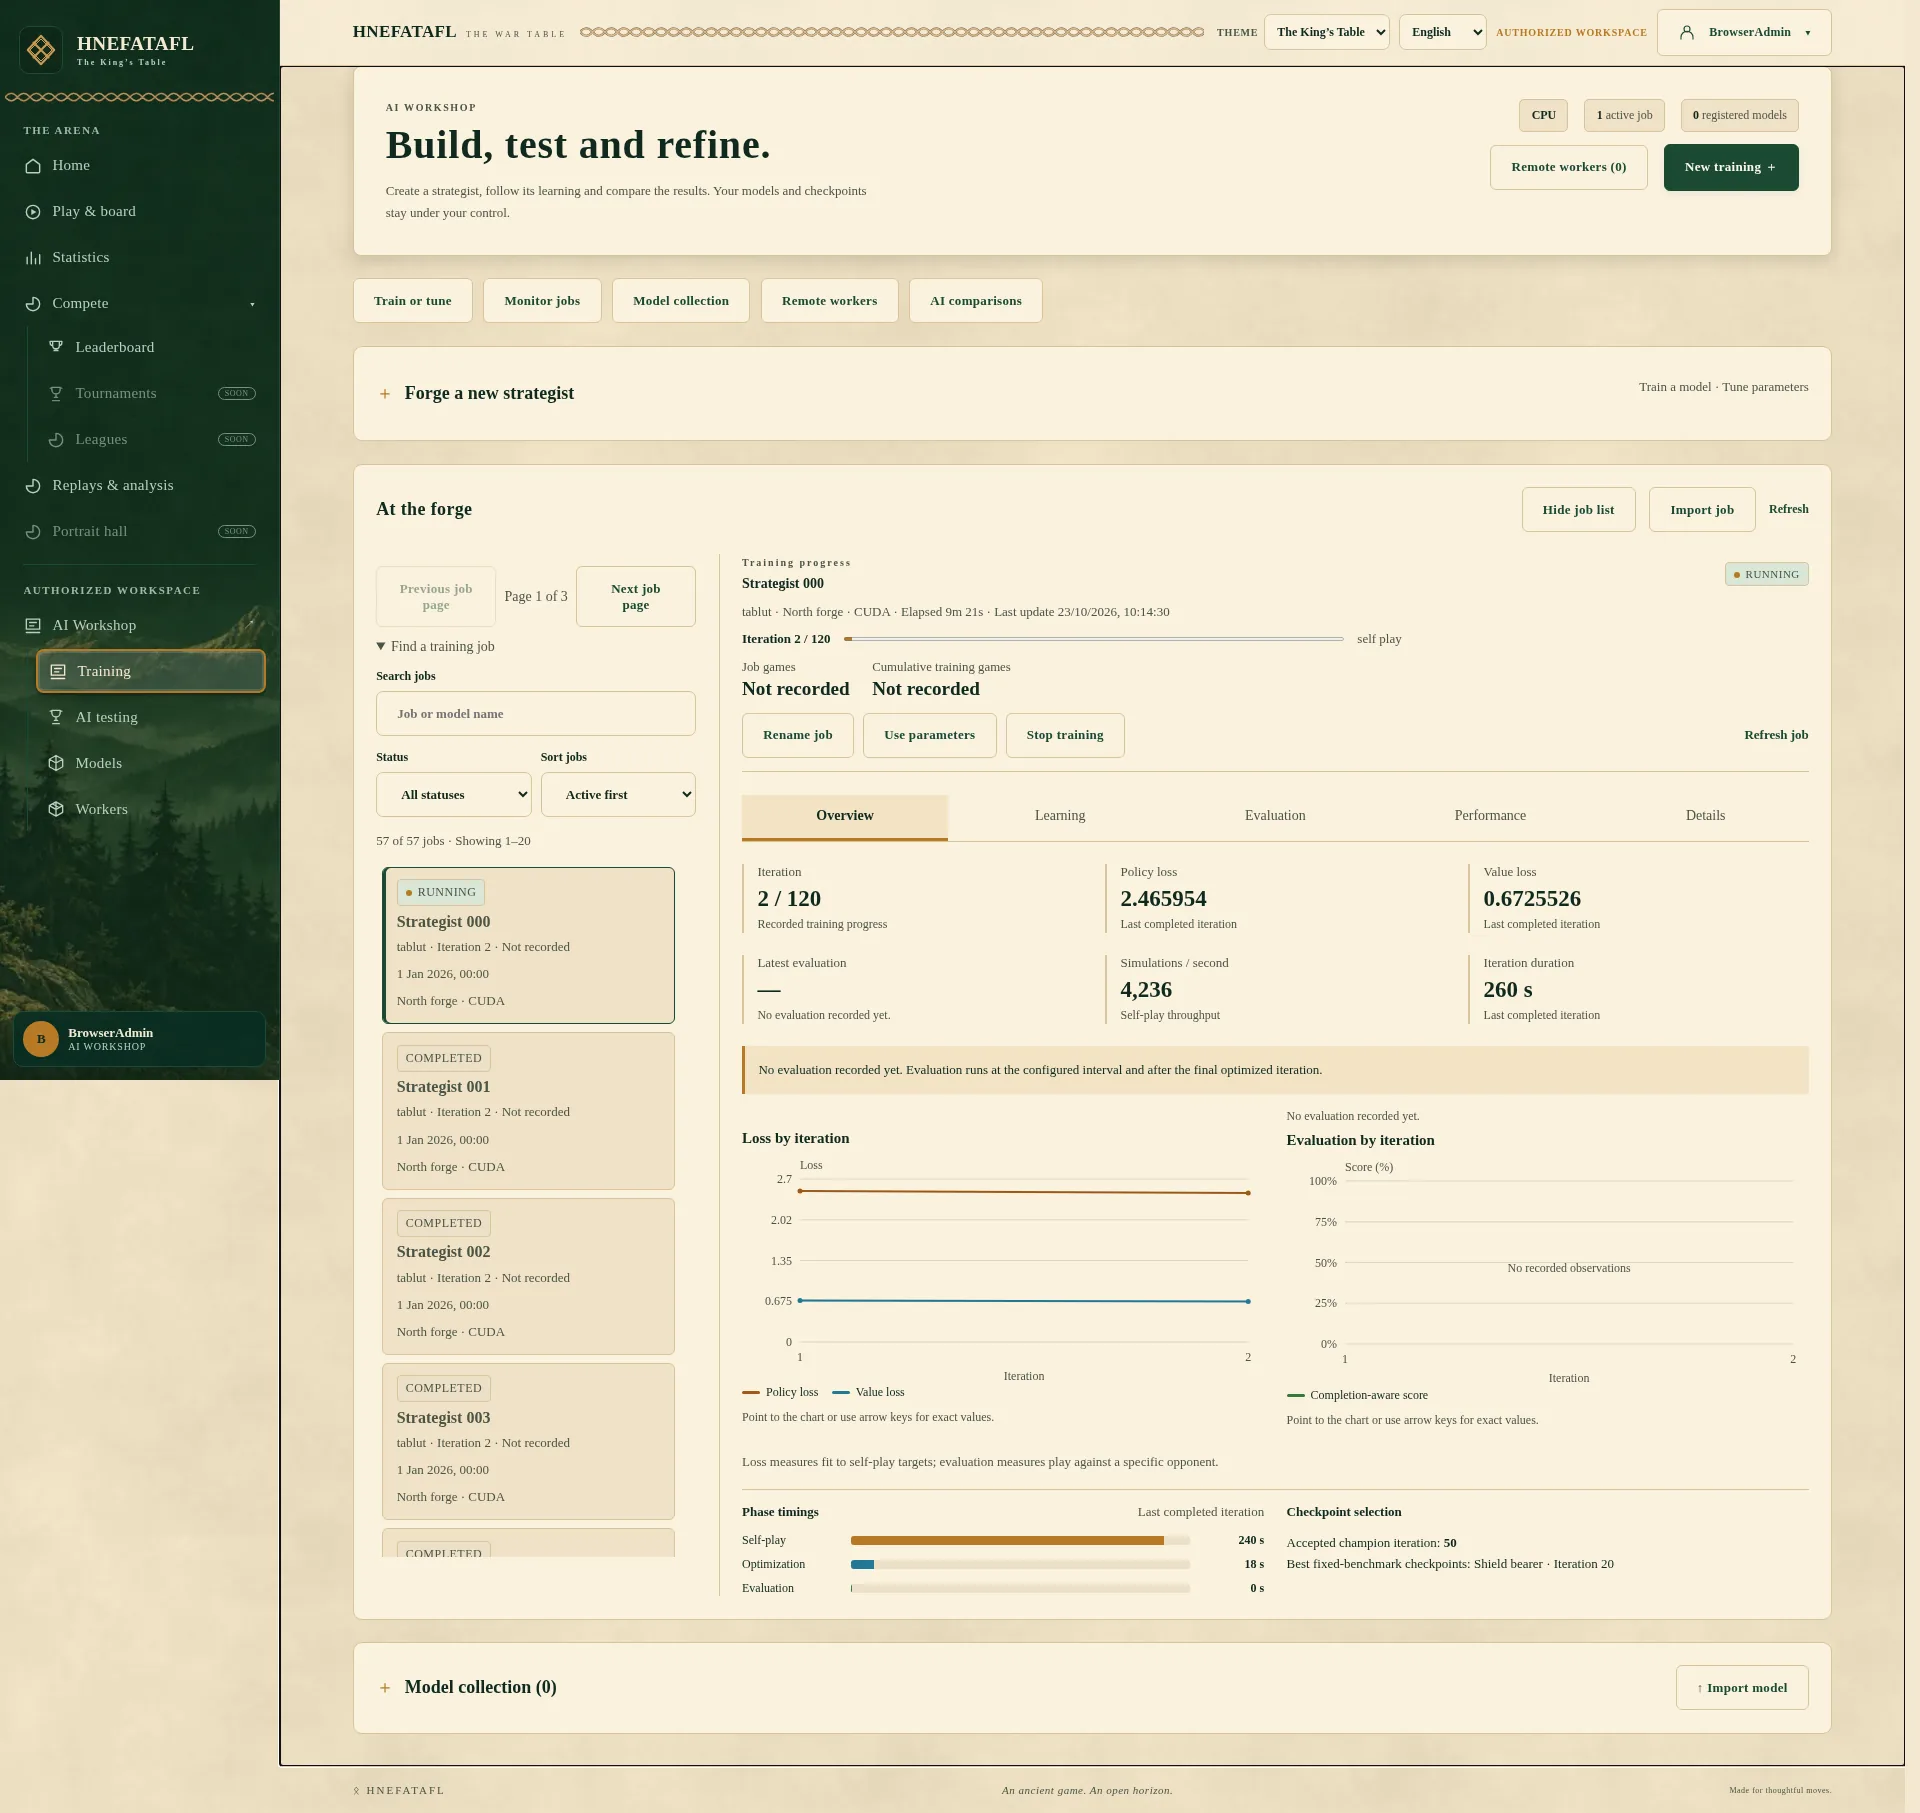 HNEFATAFL
The King's Table
THE ARENA
Home
Play & board
Statistics
Compete
Leaderboard
Tournaments SOON
Leagues SOON
Replays & analysis
Portrait hall SOON
AUTHORIZED WORKSPACE
AI Workshop
Training
AI testing
Models
Workers
B BrowserAdmin
AI WORKSHOP
HNEFATAFL THE WAR TABLE THEME The King's Table English AUTHORIZED WORKSPACE BrowserAdmin
AI WORKSHOP
Build, test and refine.
Create a strategist, follow its learning and compare the results. Your models and checkpoints
stay under your control.
CPU 1 active job 0 registered models
Remote workers (0) New training +
Train or tune Monitor jobs Model collection Remote workers AI comparisons
+ Forge a new strategist Train a model · Tune parameters
At the forge Hide job list Import job Refresh
Previous job
page
Page 1 of 3
Next job
page
Find a training job
Search jobs
Job or model name
Status Sort jobs
All statuses Active first
57 of 57 jobs · Showing 1–20
RUNNING
Strategist 000
tablut · Iteration 2 · Not recorded
1 Jan 2026, 00:00
North forge · CUDA
COMPLETED
Strategist 001
tablut · Iteration 2 · Not recorded
1 Jan 2026, 00:00
North forge · CUDA
COMPLETED
Strategist 002
tablut · Iteration 2 · Not recorded
1 Jan 2026, 00:00
North forge · CUDA
COMPLETED
Strategist 003
tablut · Iteration 2 · Not recorded
1 Jan 2026, 00:00
North forge · CUDA
COMPLETED
Training progress
Strategist 000 RUNNING
tablut · North forge · CUDA · Elapsed 9m 21s · Last update 23/10/2026, 10:14:30
Iteration 2 / 120 self play
Job games Cumulative training games
Not recorded Not recorded
Rename job Use parameters Stop training Refresh job
Overview Learning Evaluation Performance Details
Iteration
2 / 120
Recorded training progress
Policy loss
2.465954
Last completed iteration
Value loss
0.6725526
Last completed iteration
Latest evaluation
—
No evaluation recorded yet.
Simulations / second
4,236
Self-play throughput
Iteration duration
260 s
Last completed iteration
No evaluation recorded yet. Evaluation runs at the configured interval and after the final optimized iteration.
Loss by iteration
Loss
2.7
2.02
1.35
0.675
0
1 2
Iteration
Policy loss Value loss
Point to the chart or use arrow keys for exact values.
No evaluation recorded yet.
Evaluation by iteration
Score (%)
100%
75%
50%
No recorded observations
25%
0%
1 2
Iteration
Completion-aware score
Point to the chart or use arrow keys for exact values.
Loss measures fit to self-play targets; evaluation measures play against a specific opponent.
Phase timings Last completed iteration
Self-play 240 s
Optimization 18 s
Evaluation 0 s
Checkpoint selection
Accepted champion iteration: 50
Best fixed-benchmark checkpoints: Shield bearer · Iteration 20
+ Model collection (0) ↑ Import model
HNEFATAFL An ancient game. An open horizon. Made for thoughtful moves.